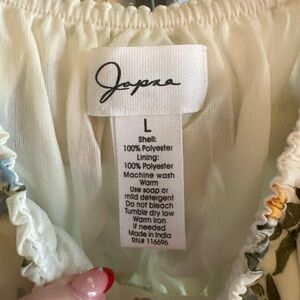 Japna
L
Shell:
100% Polyester
Lining:
100% Polyester
Machine wash
Warm
Use soap or
mild detergent
Do not bleach
Tumble dry low
Warm Iron
if needed
Made in India
RN# 116696